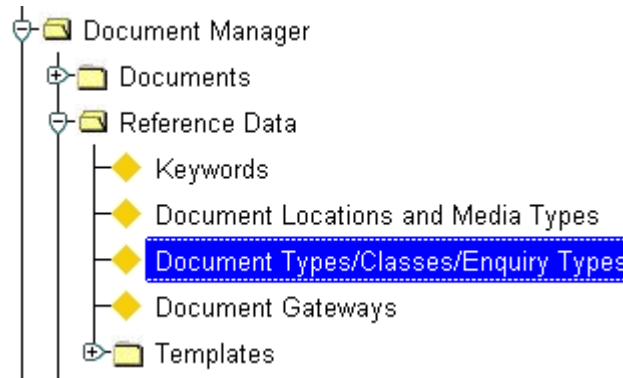 Document Manager
Documents
Reference Data
Keywords
Document Locations and Media Types
Document Types/Classes/Enquiry Types
Document Gateways
Templates